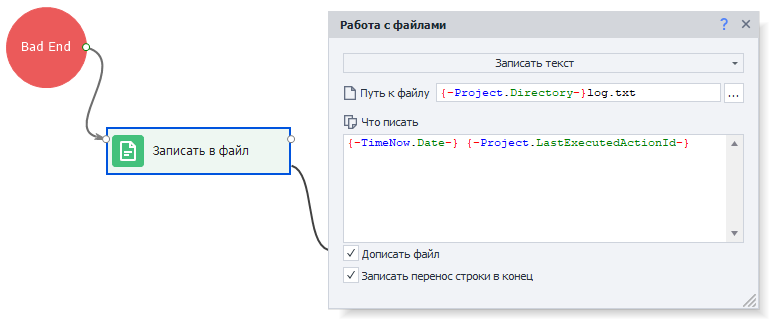 Bad End
Записать в файл
Работа с файлами
? ×
Записать текст
Путь к файлу {-Project.Directory-}log.txt ...
Что писать
{-TimeNow.Date-} {-Project.LastExecutedActionId-}
Дописать файл
Записать перенос строки в конец